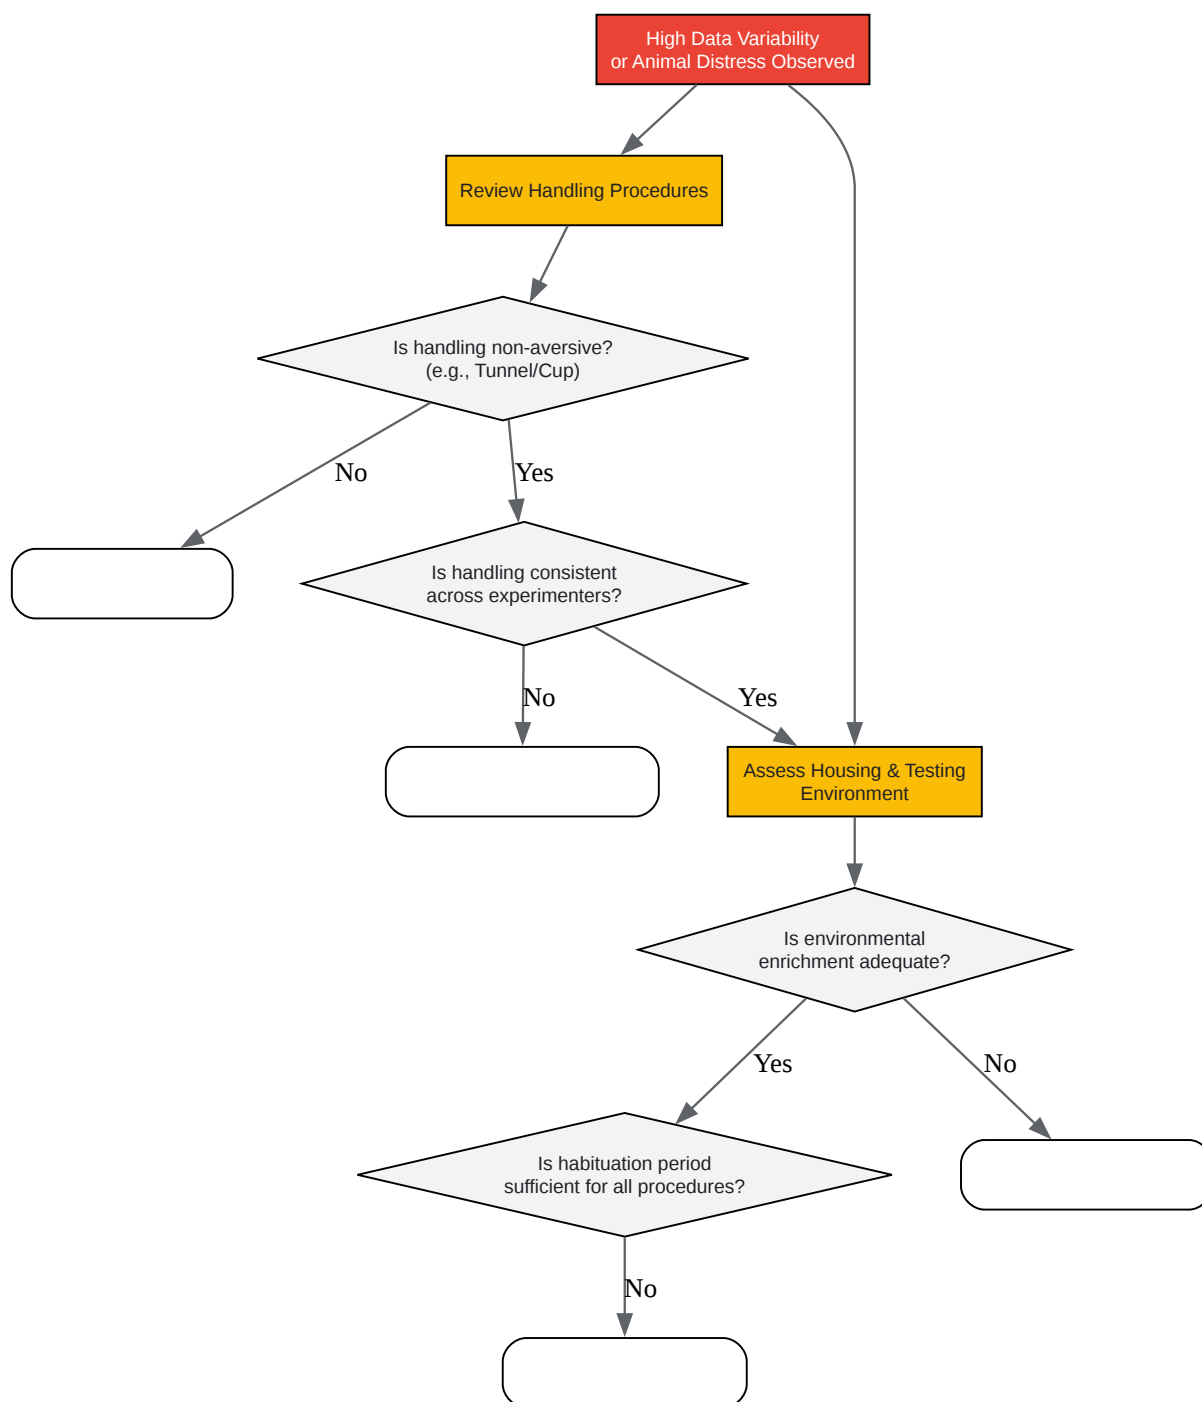 High Data Variability
or Animal Distress Observed
Review Handling Procedures
Is handling non-aversive?
(e.g., Tunnel/Cup)
No
Yes
Is handling consistent
across experimenters?
No
Yes
Assess Housing & Testing
Environment
Is environmental
enrichment adequate?
Yes
No
Is habituation period
sufficient for all procedures?
No